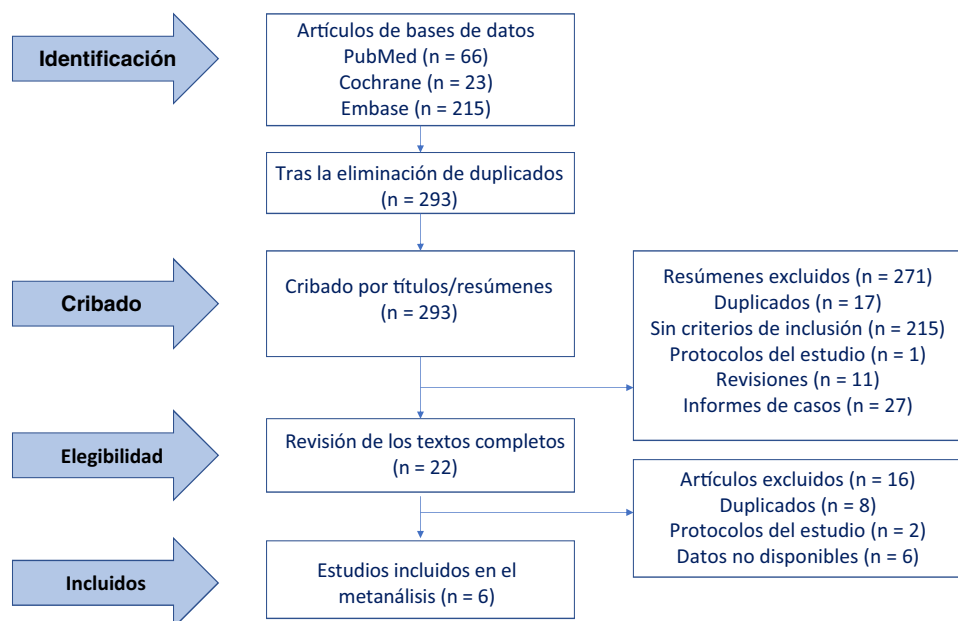 Identificación
Artículos de bases de datos
PubMed (n = 66)
Cochrane (n = 23)
Embase (n = 215)
Tras la eliminación de duplicados
(n = 293)
Cribado
Cribado por títulos/resúmenes
(n = 293)
Resúmenes excluidos (n = 271)
Duplicados (n = 17)
Sin criterios de inclusión (n = 215)
Protocolos del estudio (n = 1)
Revisiones (n = 11)
Informes de casos (n = 27)
Elegibilidad
Revisión de los textos completos
(n = 22)
Artículos excluidos (n = 16)
Duplicados (n = 8)
Protocolos del estudio (n = 2)
Datos no disponibles (n = 6)
Incluidos
Estudios incluidos en el
metanálisis (n = 6)